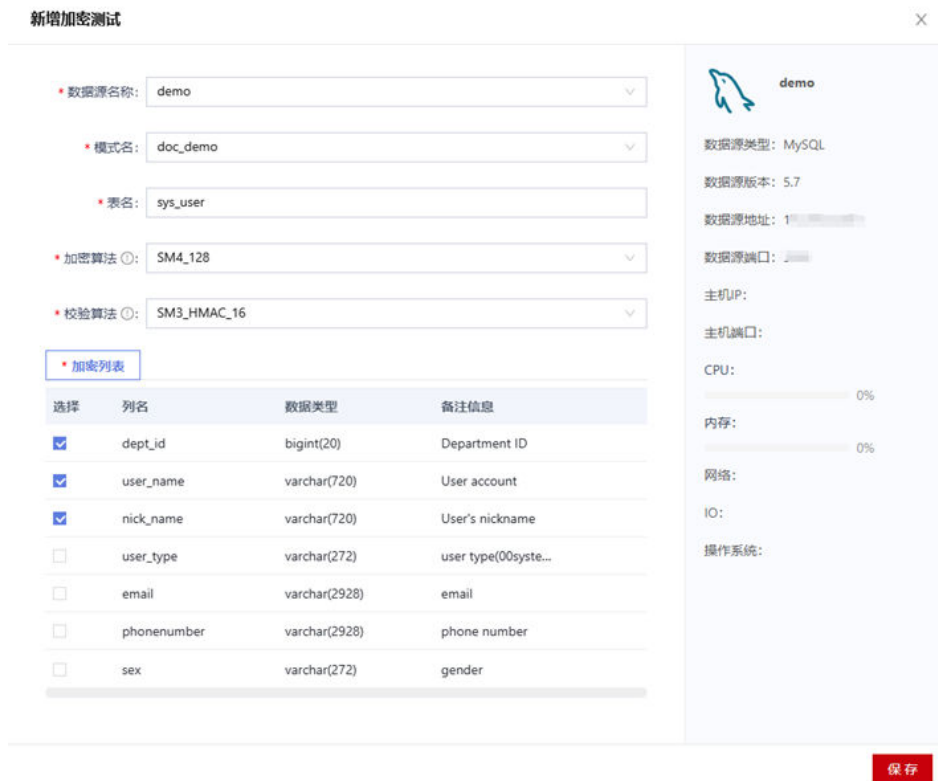 新增加密测试
* 数据源名称: demo
* 模式名: doc_demo
* 表名: sys_user
* 加密算法 ①: SM4_128
* 校验算法 ①: SM3_HMAC_16
* 加密列表
选择 列名 数据类型 备注信息
dept_id bigint(20) Department ID
user_name varchar(720) User account
nick_name varchar(720) User's nickname
user_type varchar(272) user type(00syste...
email varchar(2928) email
phonenumber varchar(2928) phone number
sex varchar(272) gender
demo
数据源类型: MySQL
数据源版本: 5.7
数据源地址: 1
数据源端口:
主机IP:
主机端口:
CPU:
0%
内存:
0%
网络:
IO:
操作系统:
保存